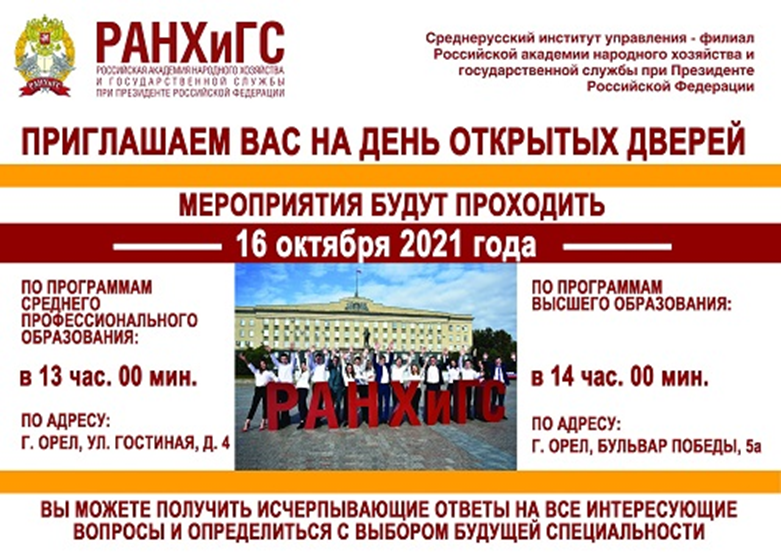 РАНХиГС
РОССИЙСКАЯ АКАДЕМИЯ НАРОДНОГО ХОЗЯЙСТВА
И ГОСУДАРСТВЕННОЙ СЛУЖБЫ
ПРИ ПРЕЗИДЕНТЕ РОССИЙСКОЙ ФЕДЕРАЦИИ
РАНХиГС
Среднерусский институт управления - филиал
Российской академии народного хозяйства и
государственной службы при Президенте
Российской Федерации
ПРИГЛАШАЕМ ВАС НА ДЕНЬ ОТКРЫТЫХ ДВЕРЕЙ
МЕРОПРИЯТИЯ БУДУТ ПРОХОДИТЬ
16 октября 2021 года
ПО ПРОГРАММАМ
СРЕДНЕГО
ПРОФЕССИОНАЛЬНОГО
ОБРАЗОВАНИЯ:
в 13 час. 00 мин.
ПО АДРЕСУ:
Г. ОРЕЛ, УЛ. ГОСТИНАЯ, Д. 4
РАНХиГС
ПО ПРОГРАММАМ
ВЫСШЕГО ОБРАЗОВАНИЯ:
в 14 час. 00 мин.
ПО АДРЕСУ:
Г. ОРЕЛ, БУЛЬВАР ПОБЕДЫ, 5а
ВЫ МОЖЕТЕ ПОЛУЧИТЬ ИСЧЕРПЫВАЮЩИЕ ОТВЕТЫ НА ВСЕ ИНТЕРЕСУЮЩИЕ
ВОПРОСЫ И ОПРЕДЕЛИТЬСЯ С ВЫБОРОМ БУДУЩЕЙ СПЕЦИАЛЬНОСТИ